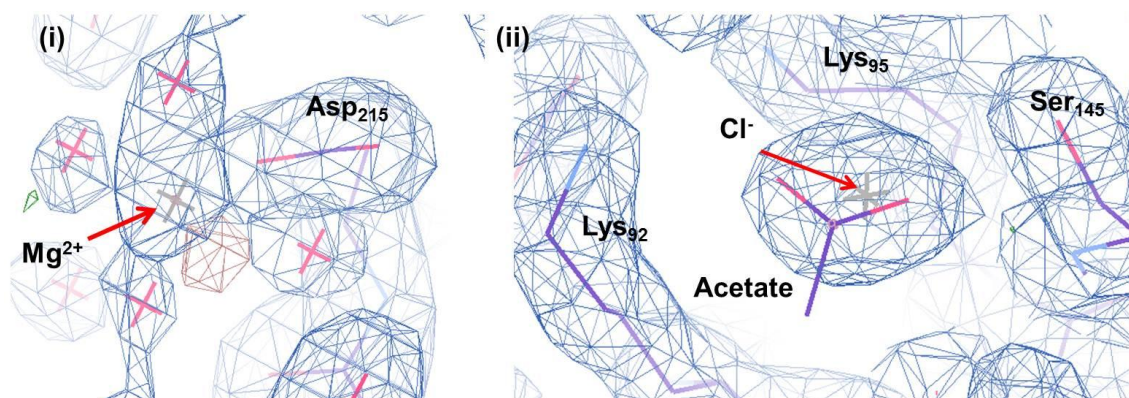 (i)
Asp215
Mg2+
(ii)
Lys95
Cl-
Ser145
Lys92
Acetate